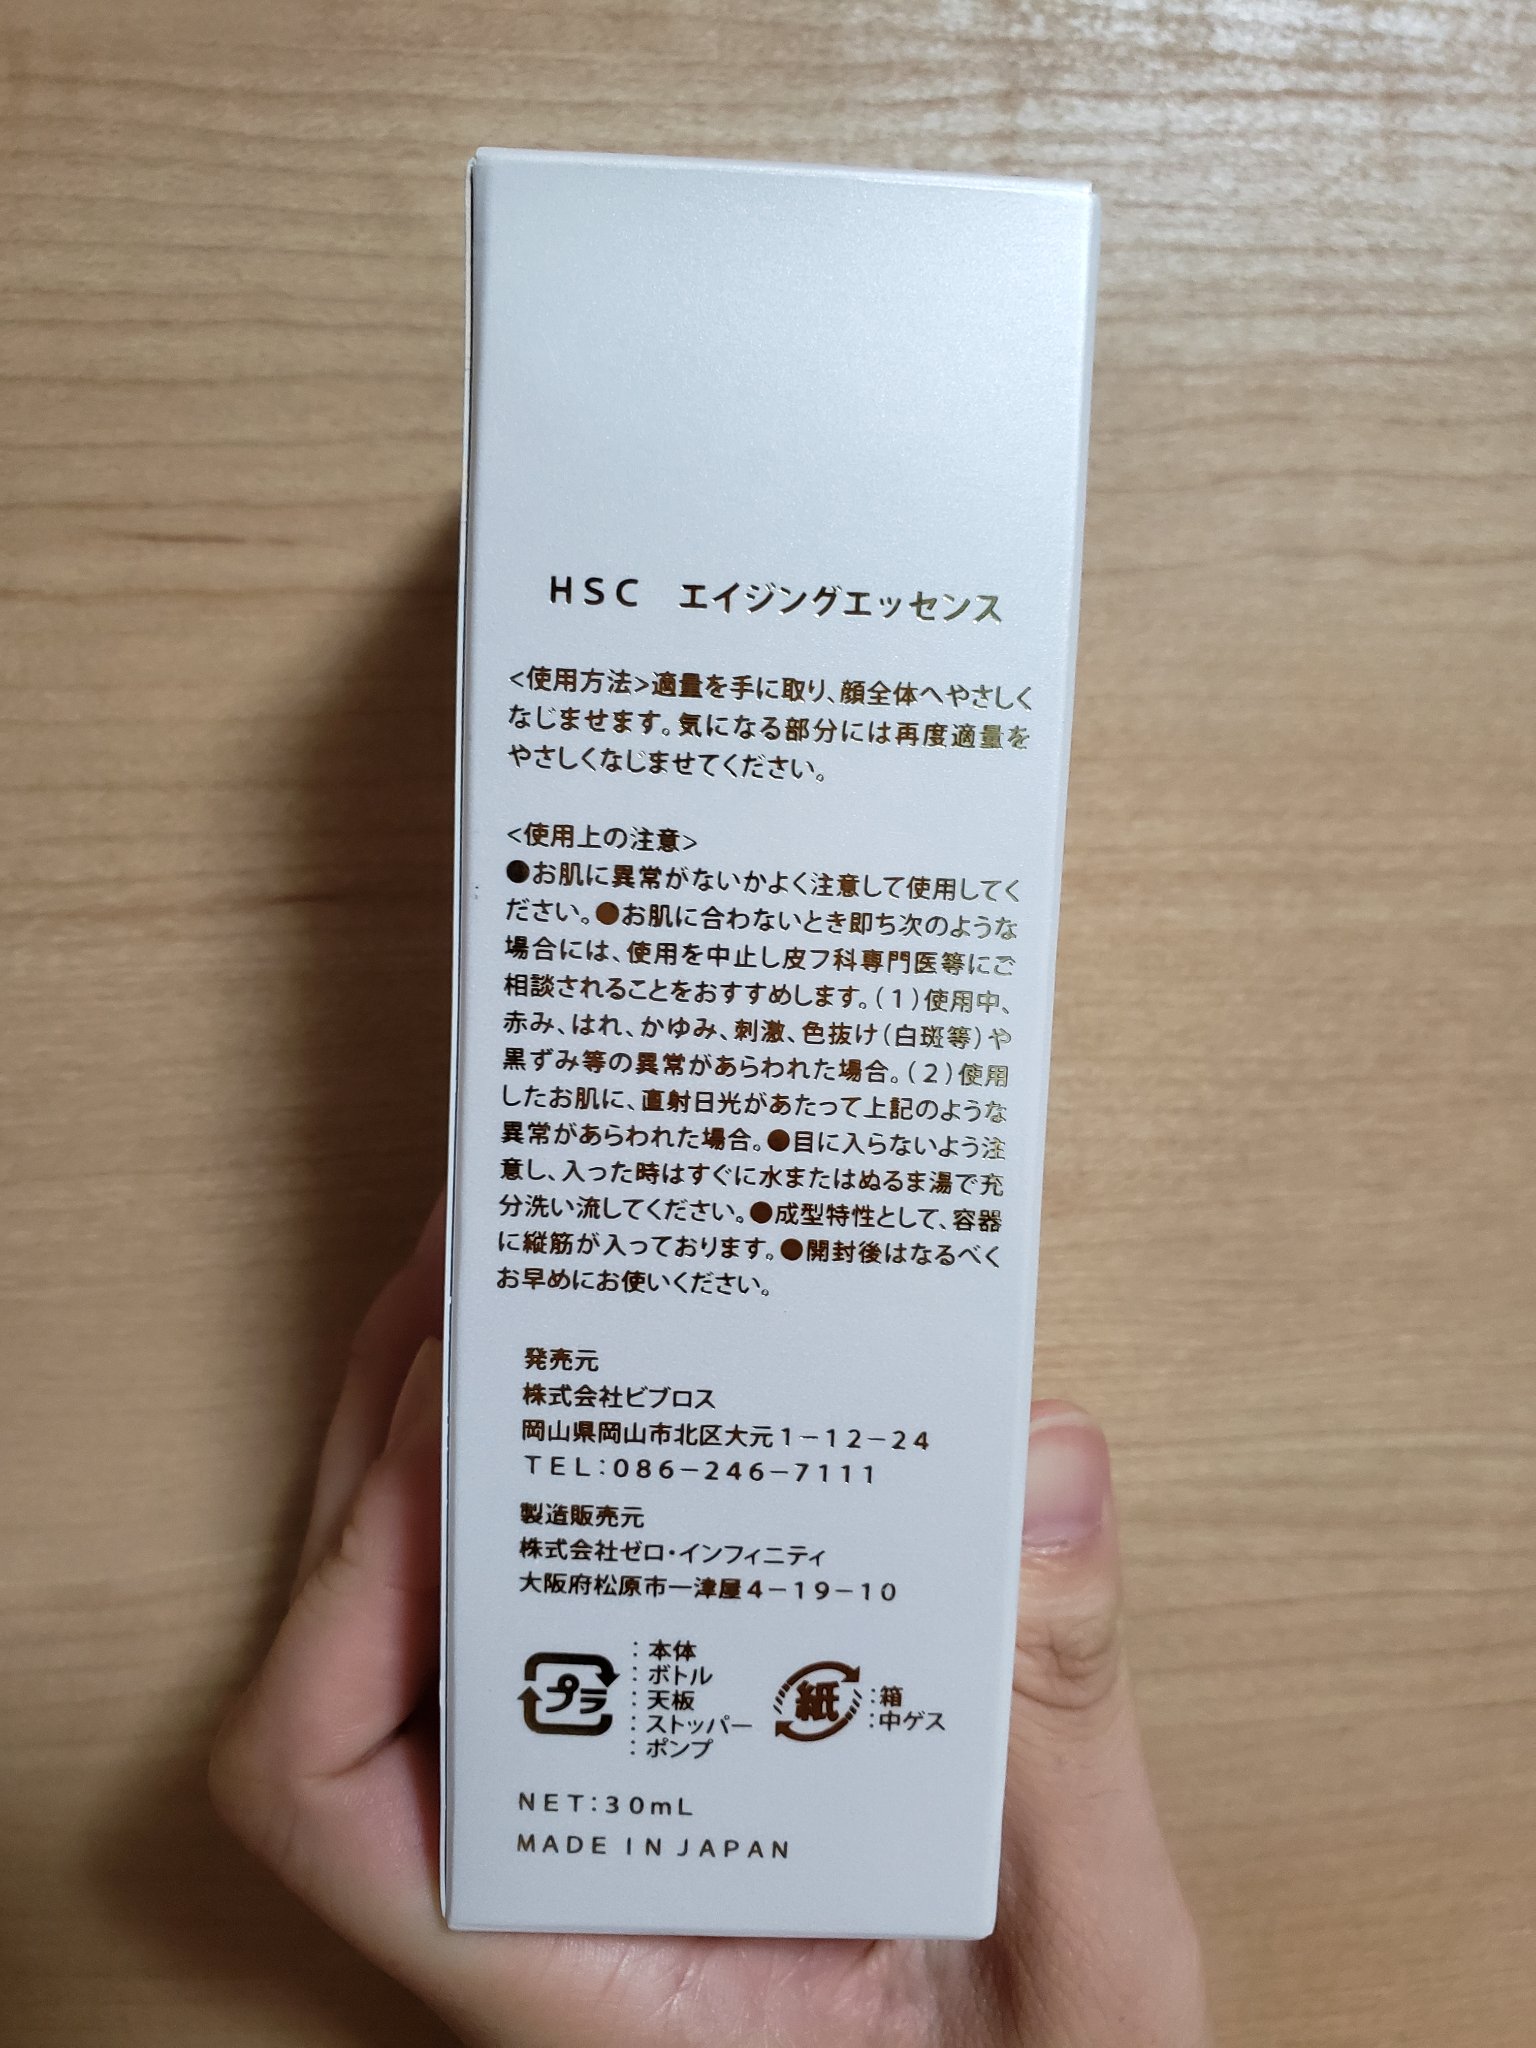 HSC エイジングエッセンス
<使用方法>適量を手に取り、顔全体へやさしく
なじませます。気になる部分には再度適量を
やさしくなじませてください。
<使用上の注意>
●お肌に異常がないかよく注意して使用してく
ださい。●お肌に合わないとき即ち次のような
場合には、使用を中止し皮フ科専門医等にご
相談されることをおすすめします。(1)使用中、
赤み、はれ、かゆみ、刺激、色抜け(白斑等)や
黒ずみ等の異常があらわれた場合。(2)使用
したお肌に、直射日光があたって上記のような
異常があらわれた場合。●目に入らないよう注
意し、入った時はすぐに水またはぬるま湯で充
分洗い流してください。●成型特性として、容器
に縦筋が入っております。●開封後はなるべく
お早めにお使いください。
発売元
株式会社ビブロス
岡山県岡山市北区大元1-12-24
TEL:086-246-7111
製造販売元
株式会社ゼロ・インフィニティ
大阪府松原市一津屋4-19-10
プラ
:本体
:ボトル
:天板
:ストッパー
:ポンプ
紙
:箱
:中ゲス
NET:30mL
MADE IN JAPAN